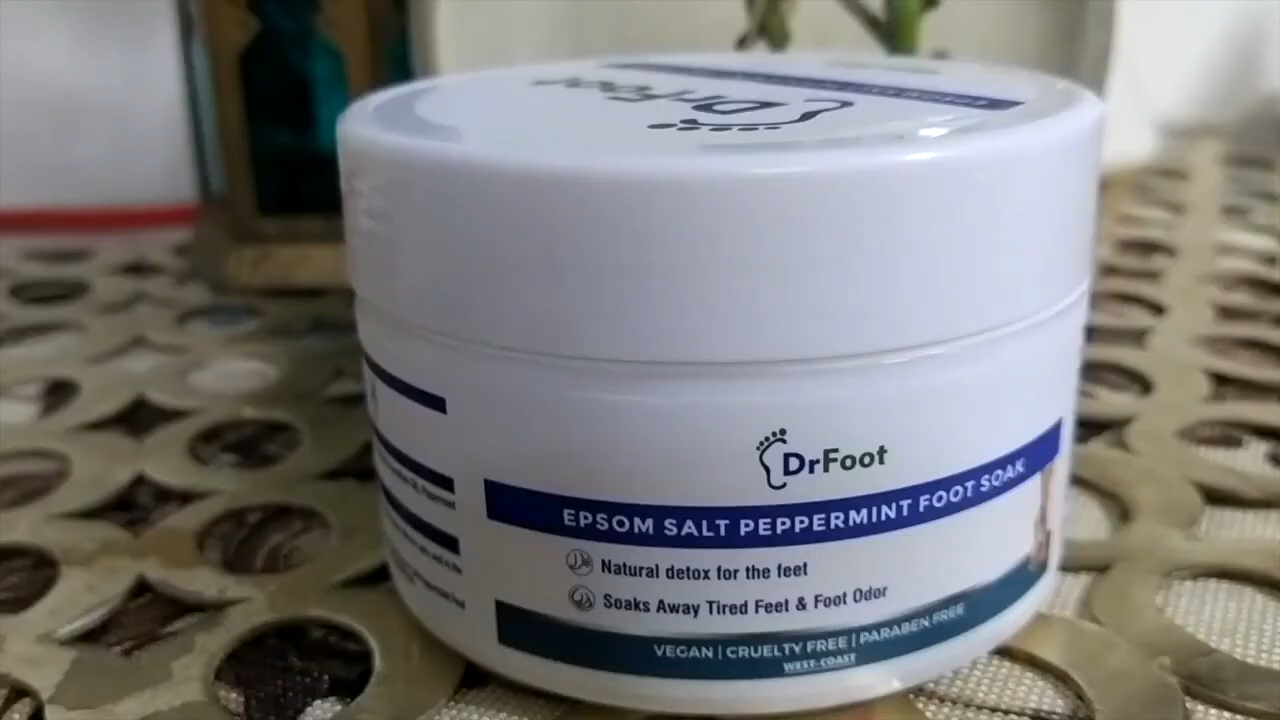 DrFoot
DrFoot
EPSOM SALT PEPPERMINT FOOT SOAK
Natural detox for the feet
Soaks Away Tired Feet & Foot Odor
VEGAN | CRUELTY FREE | PARABEN FREE
WEST-COAST